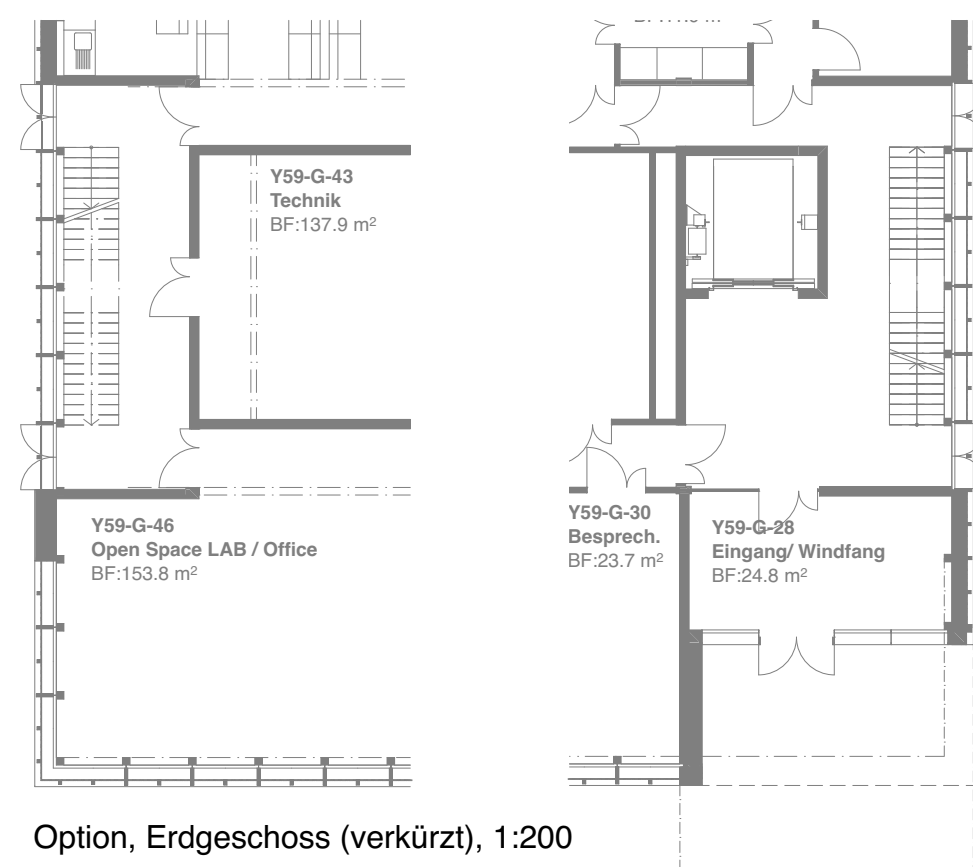 Y59-G-43
Technik
BF:137.9 m²
Y59-G-46
Open Space LAB / Office
BF:153.8 m²
Y59-G-30
Besprech.
BF:23.7 m²
Y59-G-28
Eingang/ Windfang
BF:24.8 m²
Option, Erdgeschoss (verkürzt), 1:200